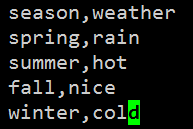 season,weather
spring,rain
summer,hot
fall,nice
winter,cold